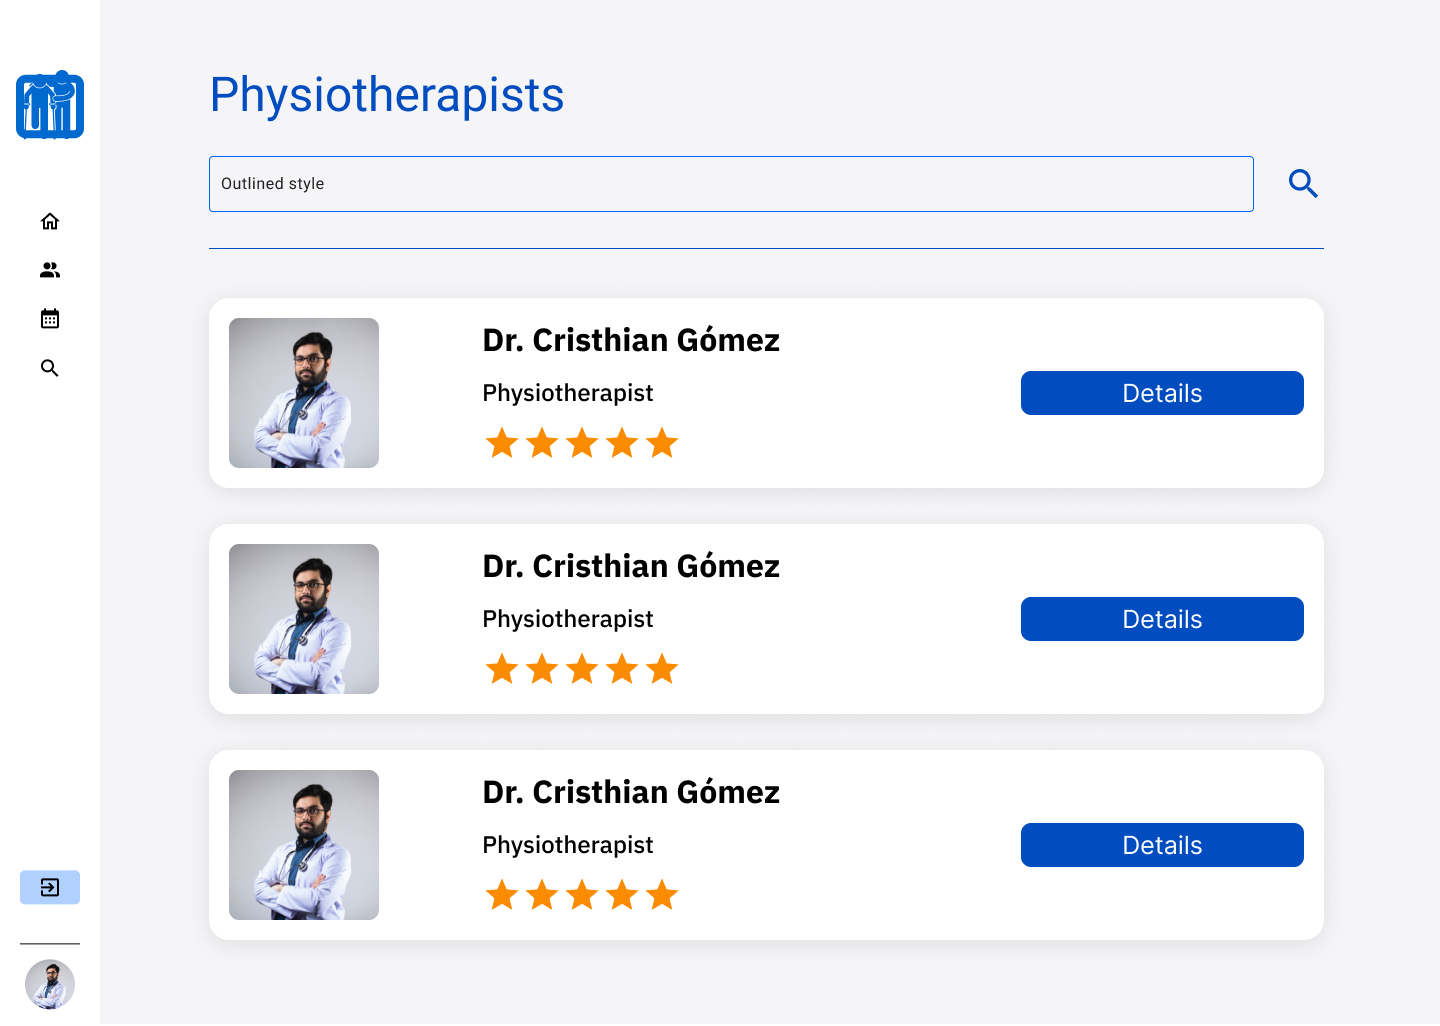 Physiotherapists
Outlined style
Dr. Cristhian Gómez
Physiotherapist
Details
Dr. Cristhian Gómez
Physiotherapist
Details
Dr. Cristhian Gómez
Physiotherapist
Details